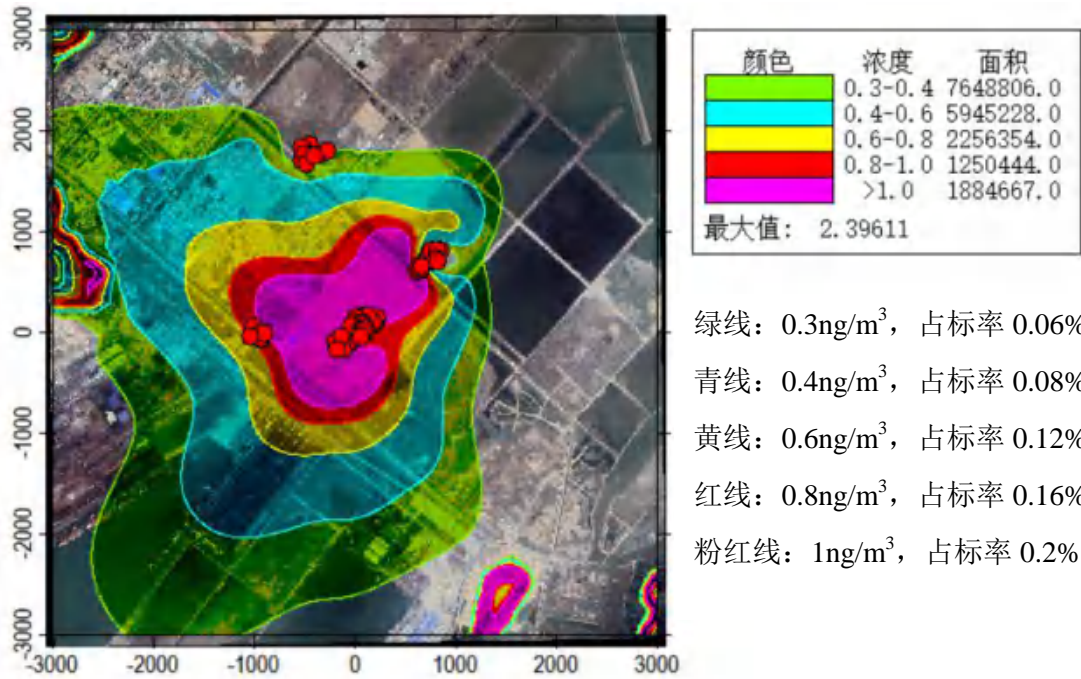 3000
2000
1000
0
-1000
-2000
-3000
-3000 -2000 -1000 0 1000 2000 3000
颜色 浓度 面积
0.3-0.4 7648806.0
0.4-0.6 5945228.0
0.6-0.8 2256354.0
0.8-1.0 1250444.0
>1.0 1884667.0
最大值: 2.39611
绿线：0.3ng/m³，占标率 0.06%
青线：0.4ng/m³，占标率 0.08%
黄线：0.6ng/m³，占标率 0.12%
红线：0.8ng/m³，占标率 0.16%
粉红线：1ng/m³，占标率 0.2%